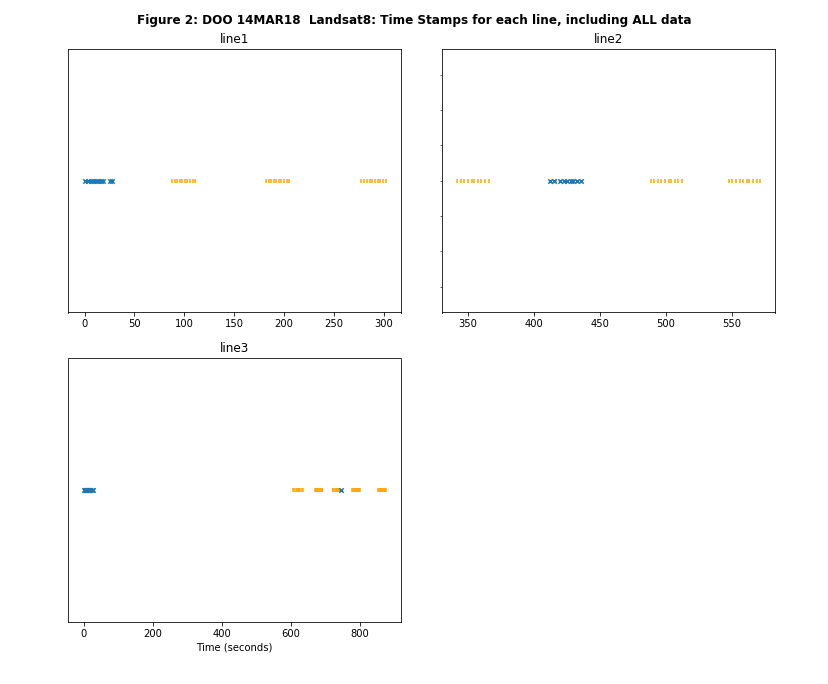 Figure 2: DOO 14MAR18  Landsat8: Time Stamps for each line, including ALL data
line1
line2
0 50 100 150 200 250 300
350 400 450 500 550
line3
0 200 400 600 800
Time (seconds)